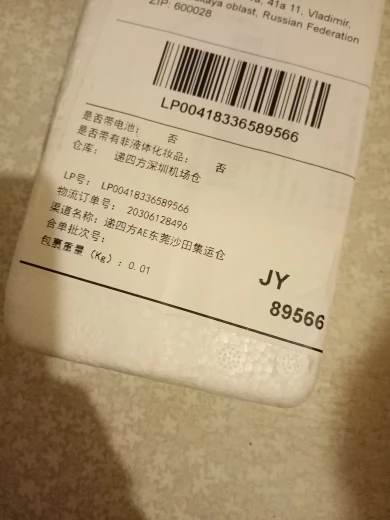 , 41a 11, Vladimir,
skaya oblast, Russian Federation
ZIP: 600028
LP00418336589566
是否带电池： 否
是否带有非液体化妆品： 否
仓库： 递四方深圳机场仓
LP号： LP00418336589566
物流订单号： 20306128496
渠道名称：递四方AE东莞沙田集运仓
合单批次号：
包裹重量（Kg）：0.01
JY
89566